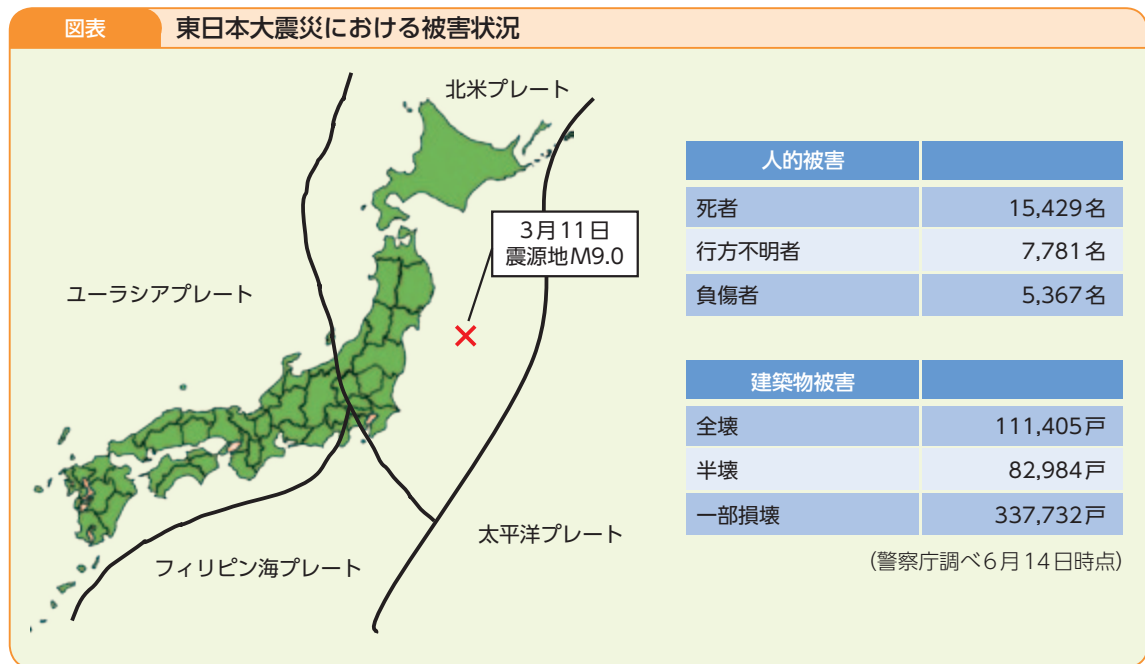 図表
東日本大震災における被害状況
北米プレート
3月11日
震源地M9.0
ユーラシアプレート
太平洋プレート
フィリピン海プレート
人的被害
死者 15,429名
行方不明者 7,781名
負傷者 5,367名
建築物被害
全壊 111,405戸
半壊 82,984戸
一部損壊 337,732戸
(警察庁調べ6月14日時点)